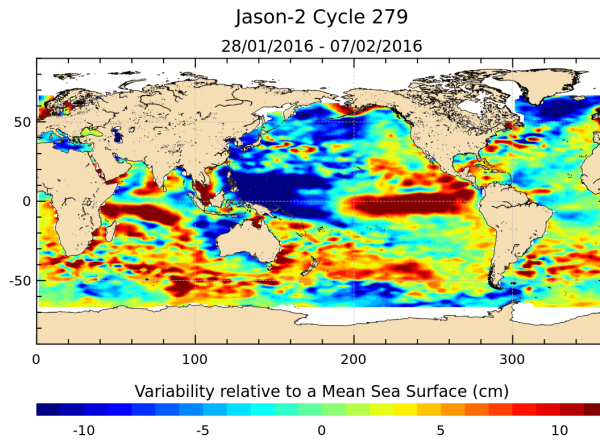 Jason-2 Cycle 279
28/01/2016 - 07/02/2016
50
0
-50
0 100 200 300
Variability relative to a Mean Sea Surface (cm)
-10 -5 0 5 10